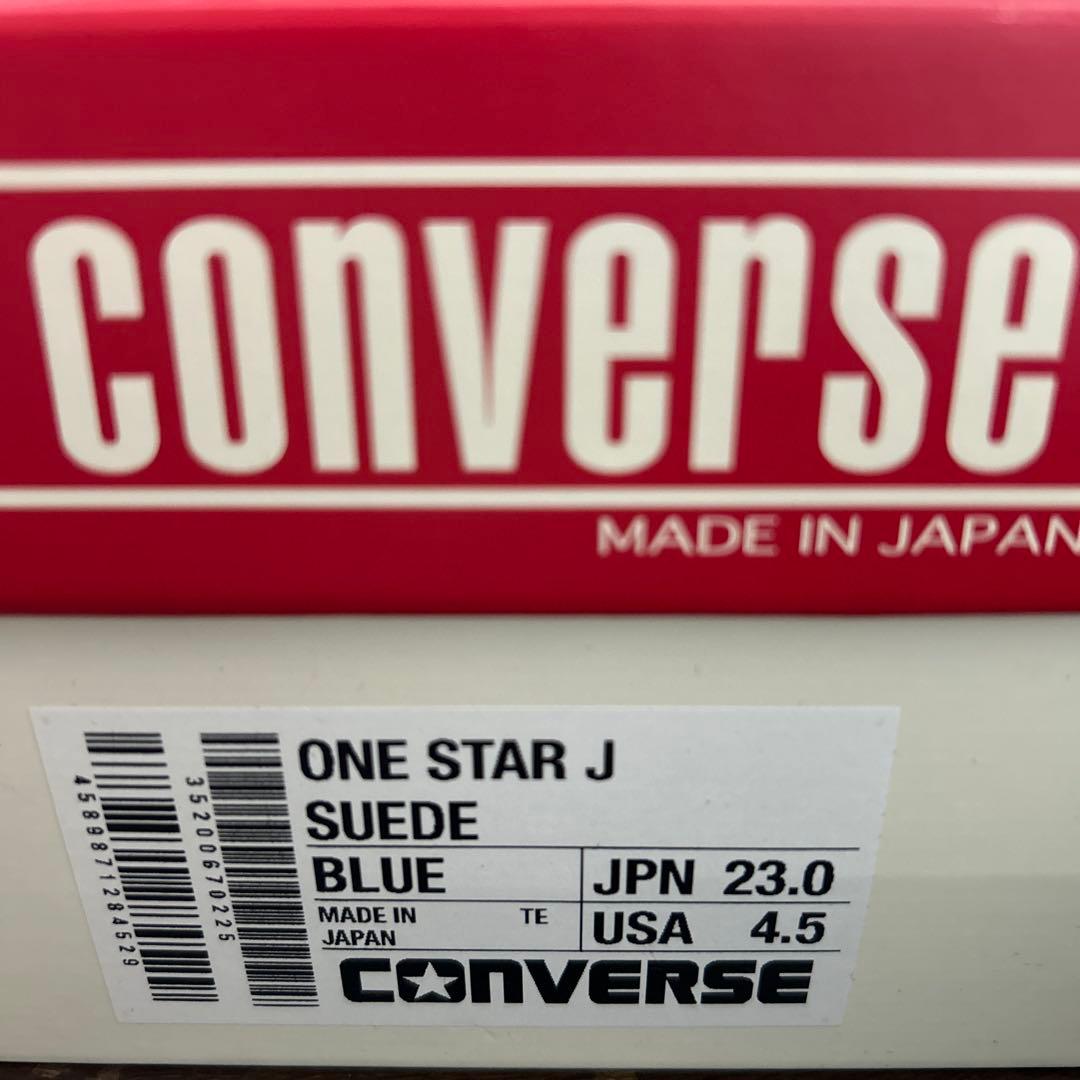 converse
MADE IN JAPAN
ONE STAR J
SUEDE
BLUE
JPN 23.0
MADE IN
JAPAN
TE
USA 4.5
CONVERSE
4589871284529
35200670225